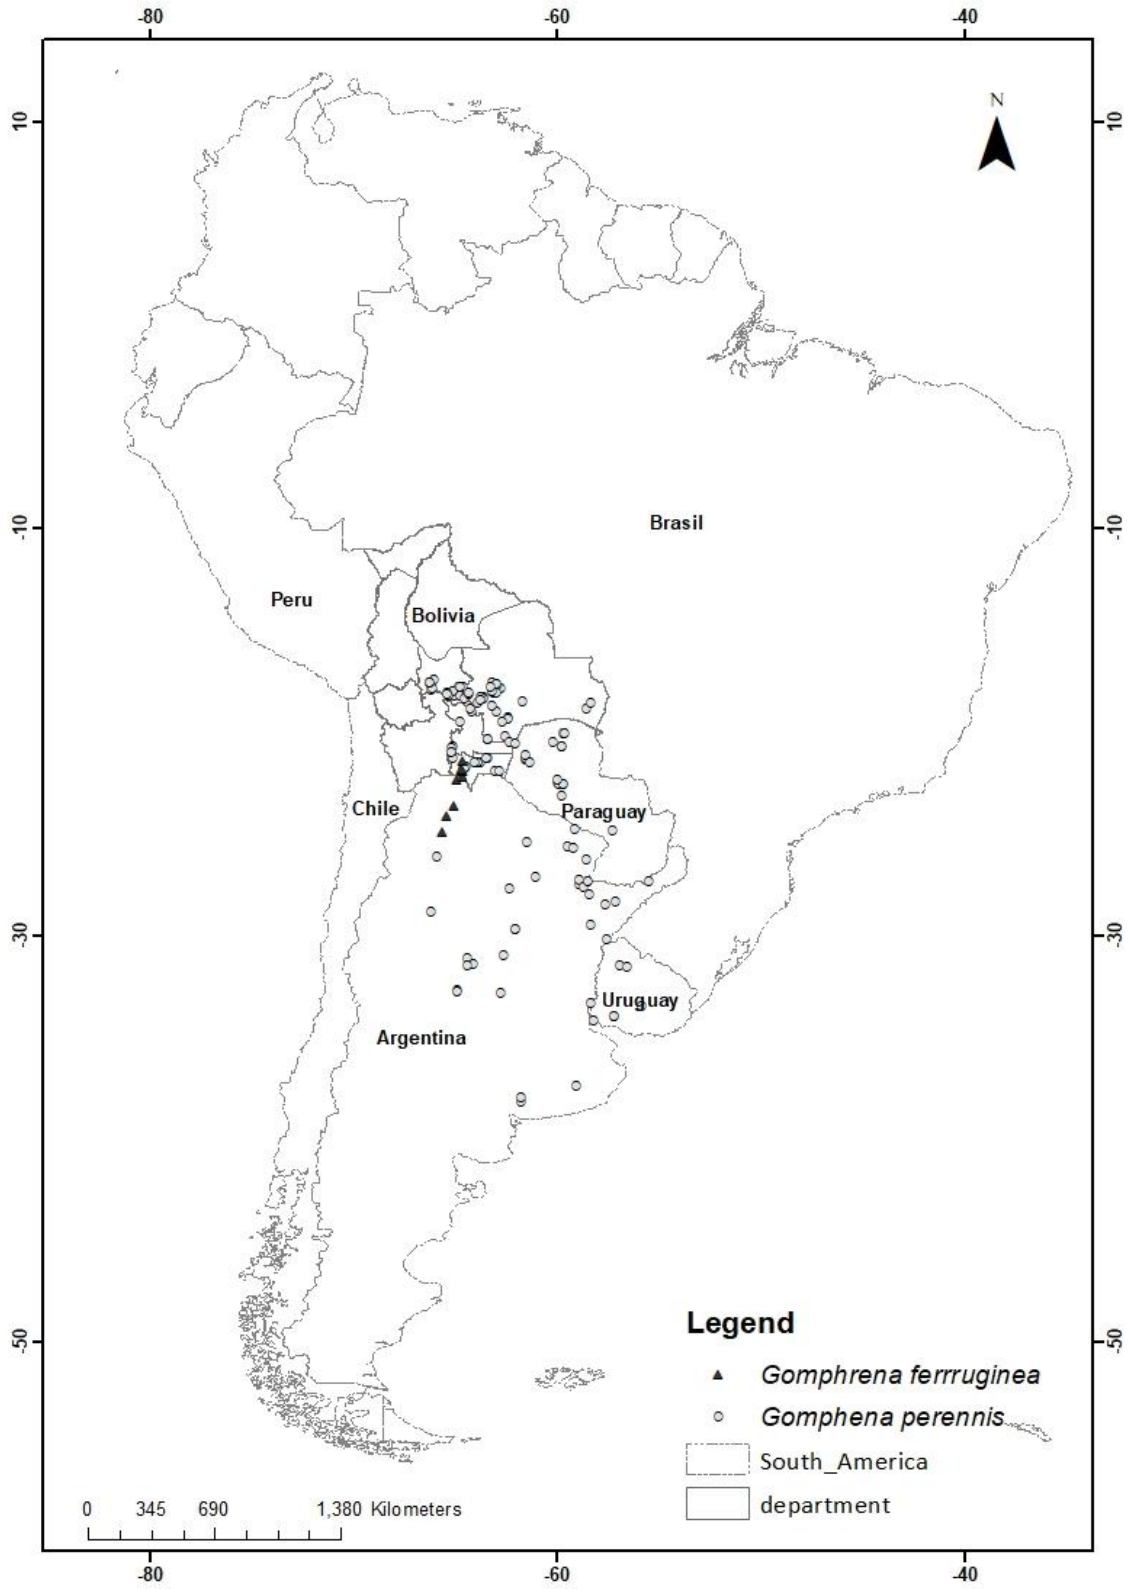 -80 -60 -40
N
10 10
-10 -10
Brasil
Peru
Bolivia
Chile
Paraguay
-30 -30
Uruguay
Argentina
Legend
-50 -50
Gomphrena ferrruginea
Gomphena perennis
South_America
department
0 345 690 1,380 Kilometers
-80 -60 -40